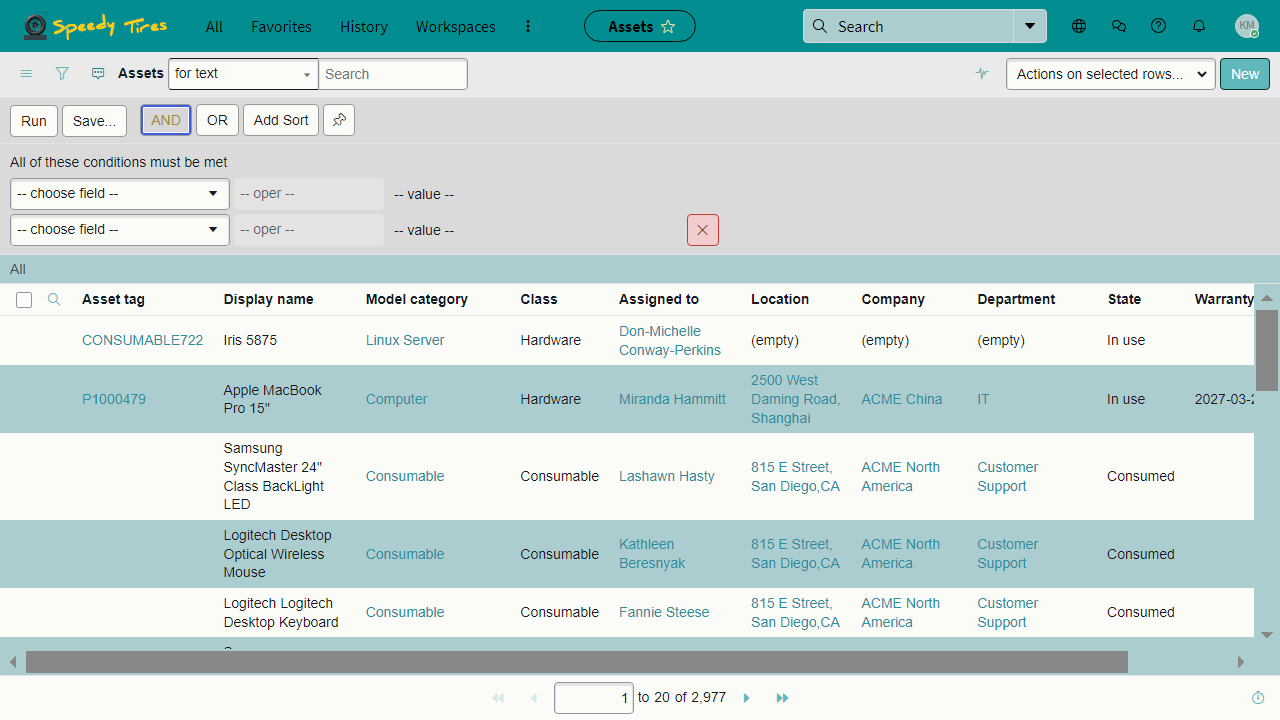 Speedy Tires
All Favorites History Workspaces Assets Search KM
Assets for text Search Actions on selected rows... New
Run Save... AND OR Add Sort
All of these conditions must be met
-- choose field -- -- oper -- -- value --
-- choose field -- -- oper -- -- value --
All
Asset tag Display name Model category Class Assigned to Location Company Department State Warranty
CONSUMABLE722 Iris 5875 Linux Server Hardware Don-Michelle Conway-Perkins (empty) (empty) (empty) In use
P1000479 Apple MacBook Pro 15" Computer Hardware Miranda Hammitt 2500 West Daming Road, Shanghai ACME China IT In use 2027-03-2
Samsung SyncMaster 24" Class BackLight LED Consumable Consumable Lashawn Hasty 815 E Street, San Diego,CA ACME North America Customer Support Consumed
Logitech Desktop Optical Wireless Mouse Consumable Consumable Kathleen Beresnyak 815 E Street, San Diego,CA ACME North America Customer Support Consumed
Logitech Logitech Desktop Keyboard Consumable Consumable Fannie Steese 815 E Street, San Diego,CA ACME North America Customer Support Consumed
1 to 20 of 2,977